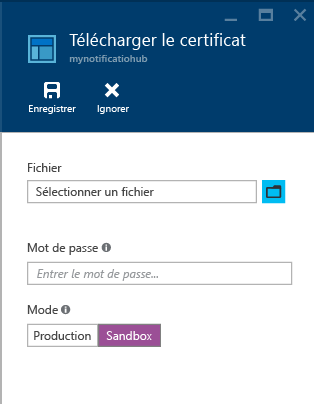 Télécharger le certificat
mynotificatiohub
Enregistrer Ignorer
Fichier
Sélectionner un fichier
Mot de passe
Entrer le mot de passe...
Mode
Production Sandbox